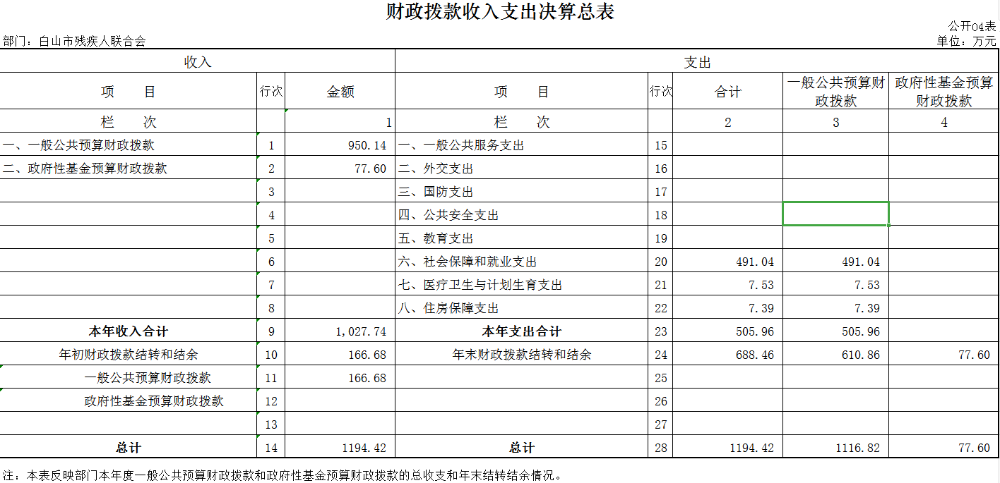 财政拨款收入支出决算总表
公开04表
部门：白山市残疾人联合会 单位：万元
收入 支出
项 目 行次 金额 项 目 行次 合计 一般公共预算财政拨款 政府性基金预算财政拨款
栏 次 1 栏 次 2 3 4
一、一般公共预算财政拨款 1 950.14 一、一般公共服务支出 15
二、政府性基金预算财政拨款 2 77.60 二、外交支出 16
3 三、国防支出 17
4 四、公共安全支出 18
5 五、教育支出 19
6 六、社会保障和就业支出 20 491.04 491.04
7 七、医疗卫生与计划生育支出 21 7.53 7.53
8 八、住房保障支出 22 7.39 7.39
本年收入合计 9 1,027.74 本年支出合计 23 505.96 505.96
年初财政拨款结转和结余 10 166.68 年末财政拨款结转和结余 24 688.46 610.86 77.60
一般公共预算财政拨款 11 166.68 25
政府性基金预算财政拨款 12 26
13 27
总计 14 1194.42 总计 28 1194.42 1116.82 77.60
注：本表反映部门本年度一般公共预算财政拨款和政府性基金预算财政拨款的总收支和年末结转结余情况。